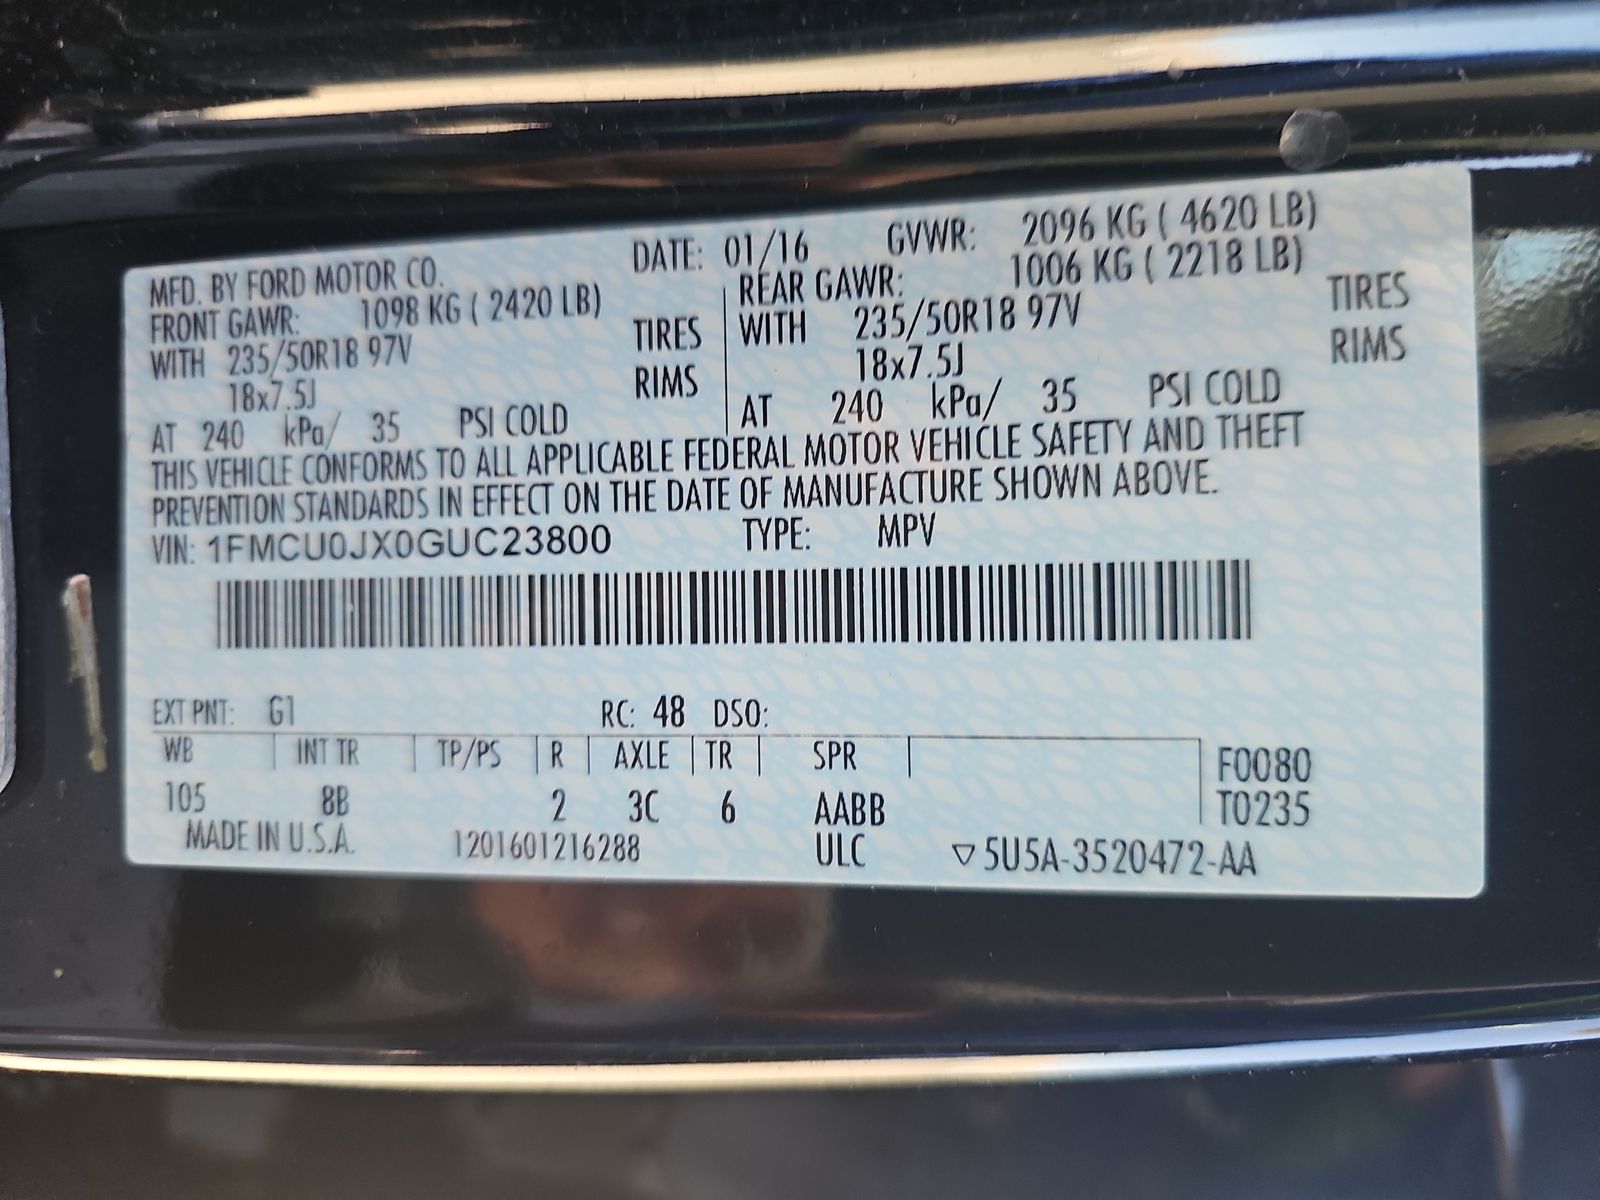 MFD. BY FORD MOTOR CO. DATE: 01/16 GVWR: 2096 KG ( 4620 LB)
FRONT GAWR: 1098 KG ( 2420 LB) REAR GAWR: 1006 KG ( 2218 LB)
WITH 235/50R18 97V TIRES WITH 235/50R18 97V TIRES
18x7.5J RIMS 18x7.5J RIMS
AT 240 kPa/ 35 PSI COLD AT 240 kPa/ 35 PSI COLD
THIS VEHICLE CONFORMS TO ALL APPLICABLE FEDERAL MOTOR VEHICLE SAFETY AND THEFT
PREVENTION STANDARDS IN EFFECT ON THE DATE OF MANUFACTURE SHOWN ABOVE.
VIN: 1FMCU0JX0GUC23800 TYPE: MPV
EXT PNT: G1 RC: 48 DSO:
WB INT TR TP/PS R AXLE TR SPR F0080
105 8B 2 3C 6 AABB T0235
MADE IN U.S.A. 1201601216288 ULC ▽5U5A-3520472-AA